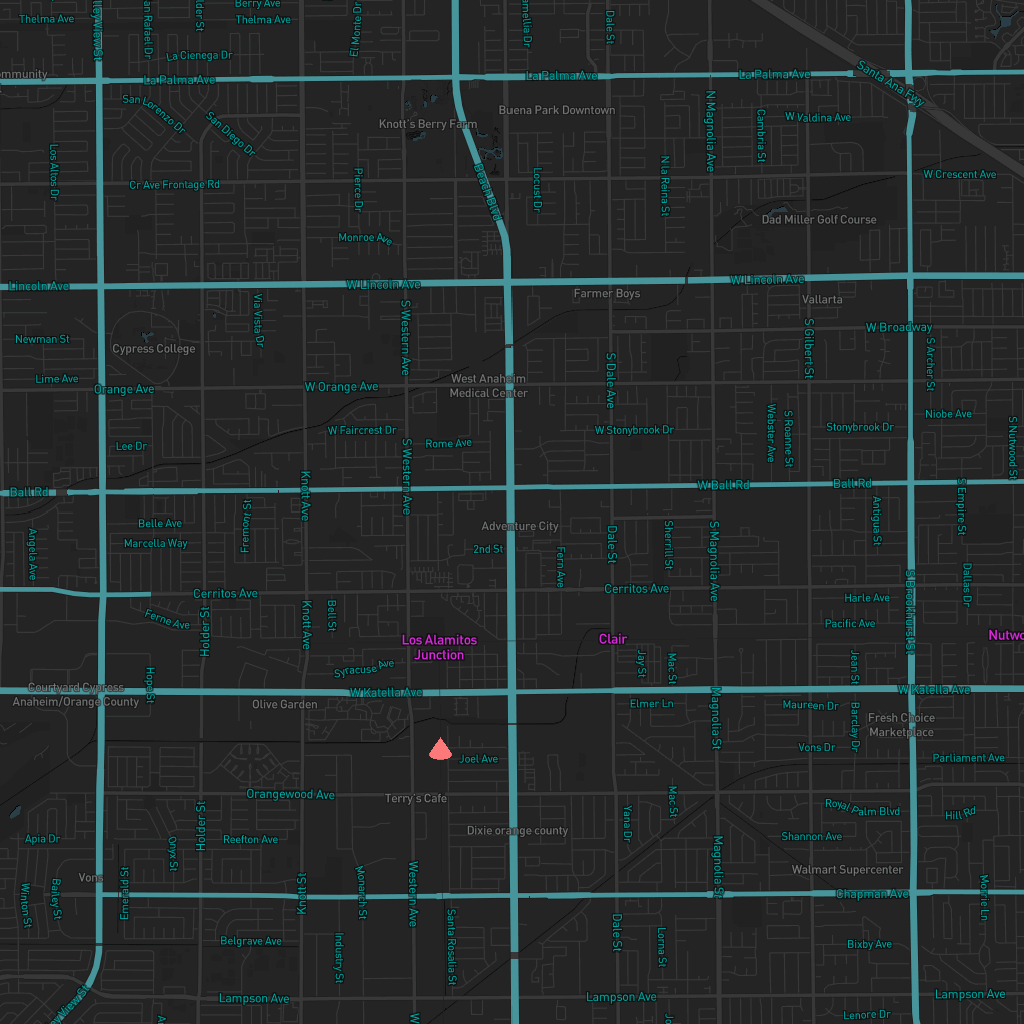 Berry Ave
Thelma Ave
Thelma Ave
El Monte Dr
Dale St
La Cienega Dr
La Palma Ave
La Palma Ave
La Palma Ave
Santa Ana Fwy
San Lorenzo Dr
San Diego Dr
Knott's Berry Farm
Buena Park Downtown
N Magnolia Ave
Cambria St
W Valdina Ave
Los Altos Dr
Cr Ave Frontage Rd
Pierce Dr
Beach Blvd
Locust Dr
N la Reina St
W Crescent Ave
Dad Miller Golf Course
Monroe Ave
Lincoln Ave
W Lincoln Ave
W Lincoln Ave
Farmer Boys
Vallarta
Via Vista Dr
S Western Ave
W Broadway
Newman St
Cypress College
S Gilbert St
S Archer St
Lime Ave
Orange Ave
W Orange Ave
West Anaheim
Medical Center
S Dale Ave
W Faircrest Dr
Rome Ave
W Stonybrook Dr
Webster Ave
S Roanne St
Stonybrook Dr
Niobe Ave
S Nutwood St
Lee Dr
S Western Ave
Ball Rd
Knott Ave
W Ball Rd
Ball Rd
Fremont St
Belle Ave
Marcella Way
Angela Ave
Adventure City
2nd St
Fern Ave
Dale St
Sherrill St
S Magnolia Ave
Antigua St
S Empire St
Cerritos Ave
Cerritos Ave
S Brookhurst St
Dallas Dr
Harle Ave
Ferne Ave
Holder St
Knott Ave
Bell St
Pacific Ave
Los Alamitos
Junction
Clair
Nutwo
Syracuse Ave
Jay St
Mac St
Jean St
Hope St
Courtyard Cypress
Anaheim/Orange County
W Katella Ave
W Katella Ave
Olive Garden
Elmer Ln
Magnolia St
Maureen Dr
Barclay Dr
Fresh Choice
Marketplace
Vons Dr
Joel Ave
Parliament Ave
Orangewood Ave
Terry's Cafe
Holder St
Yana Dr
Mac St
Royal Palm Blvd
Hill Rd
Apia Dr
Onyx St
Reefton Ave
Dixie orange county
Shannon Ave
Magnolia St
Walmart Supercenter
Vons
Winton St
Barley St
Emerald St
Knott St
Monarch St
Western Ave
Chapman Ave
Morrie Ln
Santa Rosalia St
Belgrave Ave
Industry St
Dale St
Lorna St
Bixby Ave
Lampson Ave
Lampson Ave
Lampson Ave
Lenore Dr